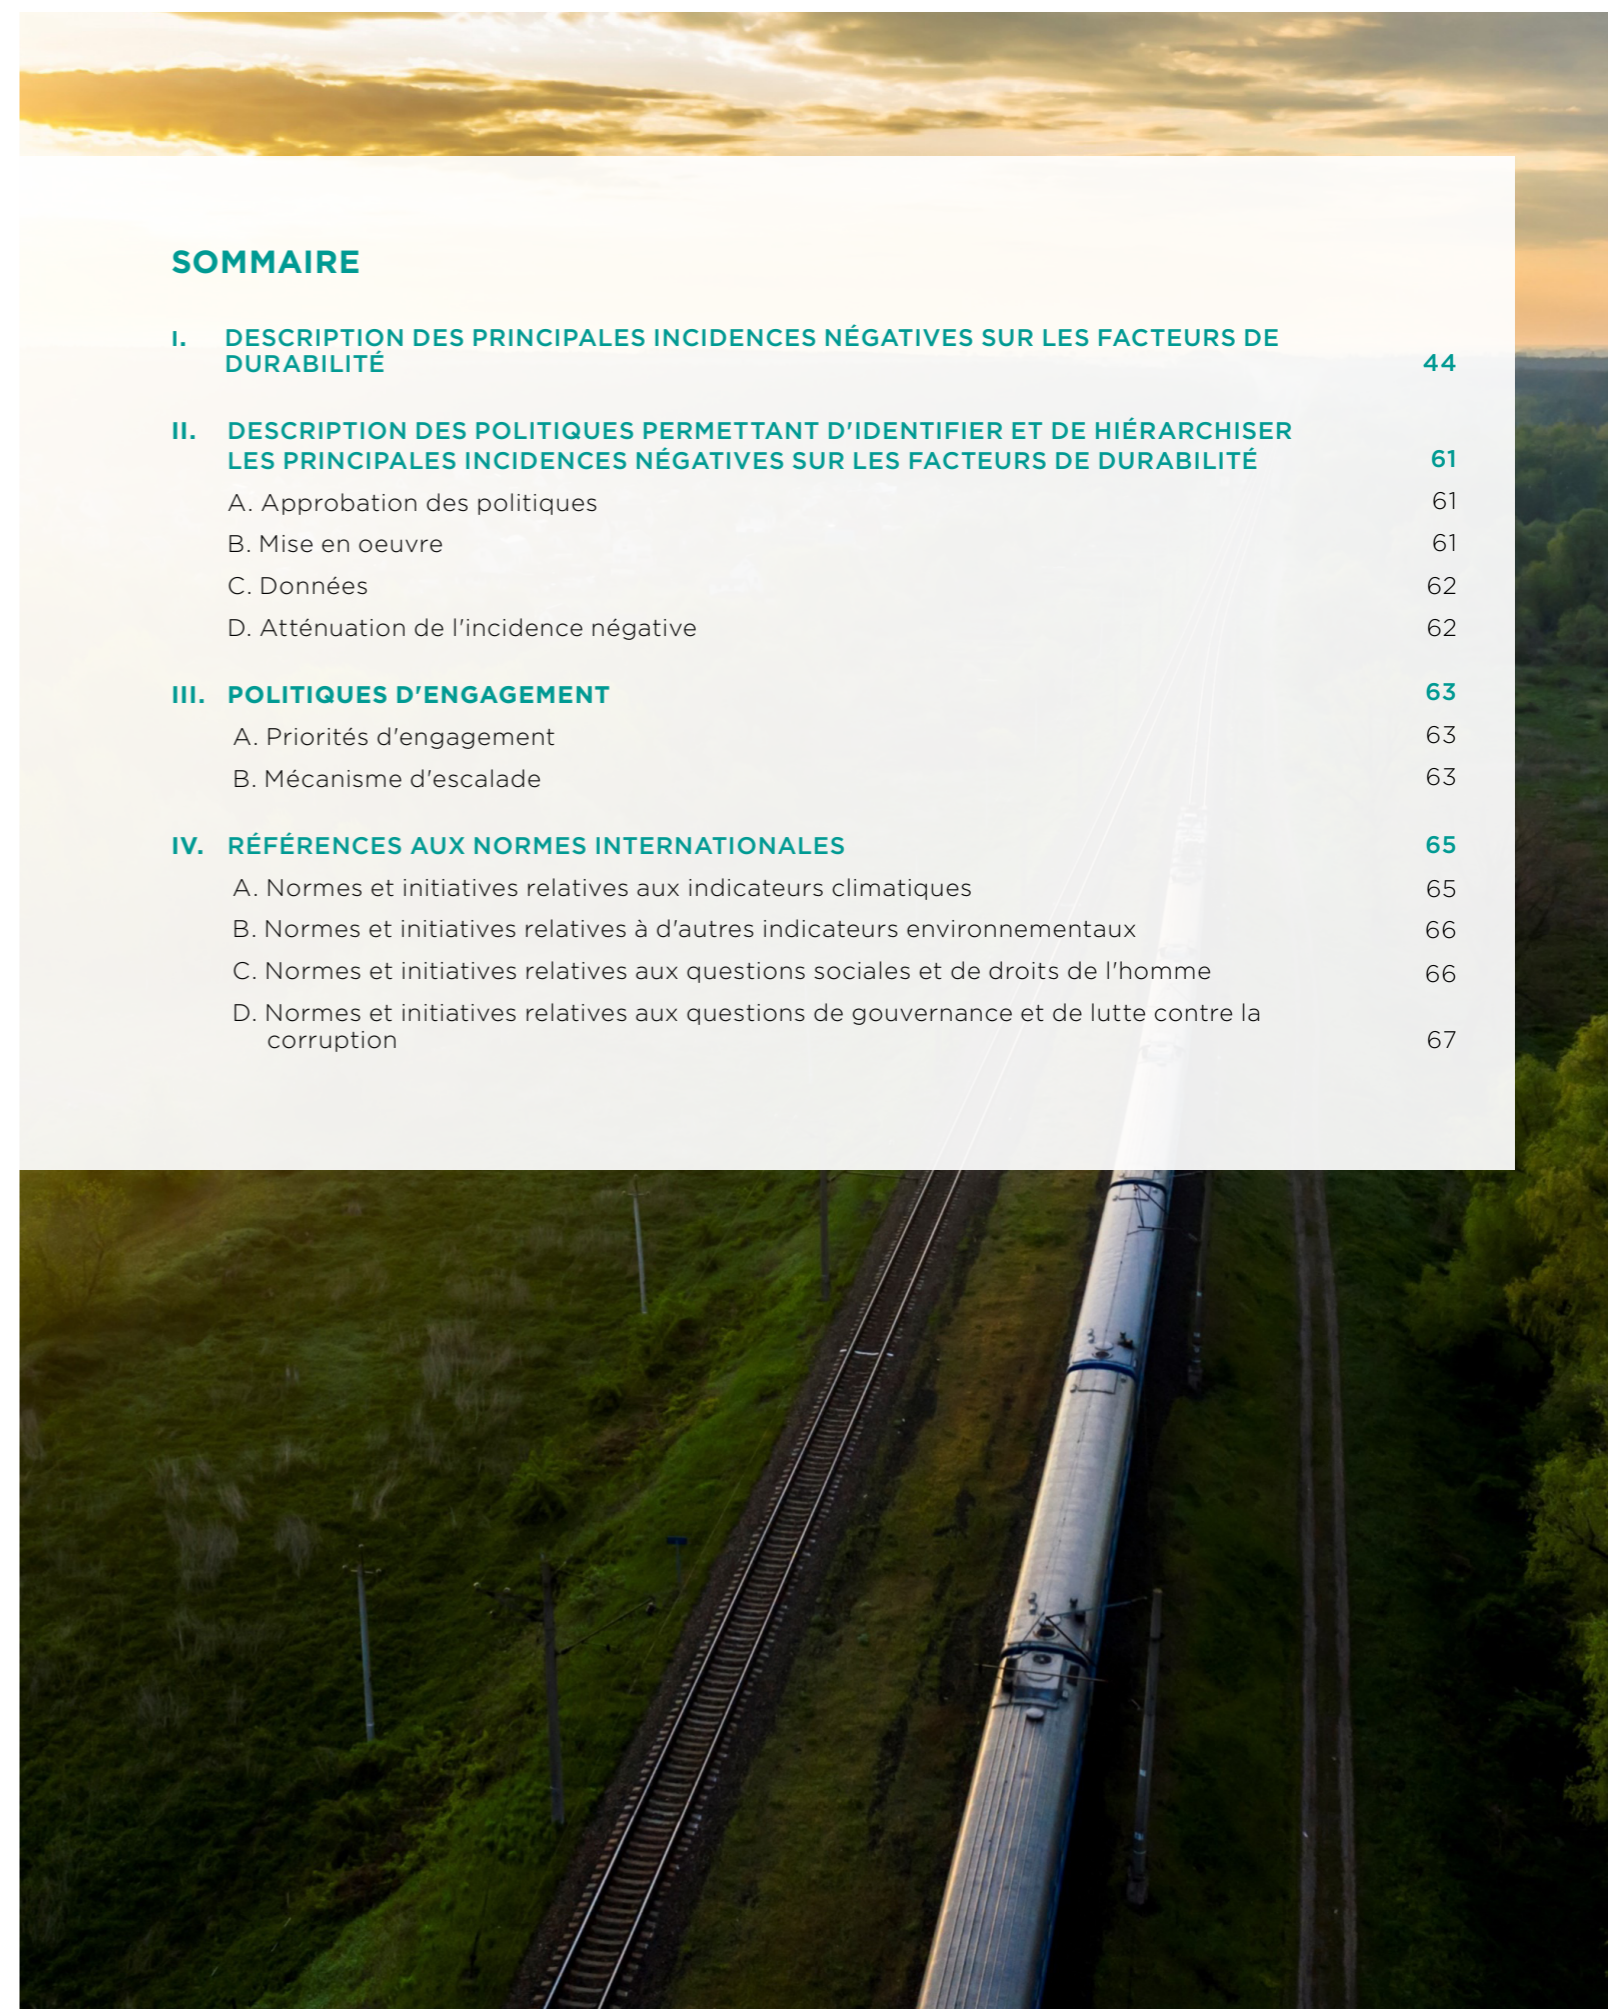 SOMMAIRE
I. DESCRIPTION DES PRINCIPALES INCIDENCES NÉGATIVES SUR LES FACTEURS DE
DURABILITÉ 44
II. DESCRIPTION DES POLITIQUES PERMETTANT D'IDENTIFIER ET DE HIÉRARCHISER
LES PRINCIPALES INCIDENCES NÉGATIVES SUR LES FACTEURS DE DURABILITÉ 61
A. Approbation des politiques 61
B. Mise en oeuvre 61
C. Données 62
D. Atténuation de l'incidence négative 62
III. POLITIQUES D'ENGAGEMENT 63
A. Priorités d'engagement 63
B. Mécanisme d'escalade 63
IV. RÉFÉRENCES AUX NORMES INTERNATIONALES 65
A. Normes et initiatives relatives aux indicateurs climatiques 65
B. Normes et initiatives relatives à d'autres indicateurs environnementaux 66
C. Normes et initiatives relatives aux questions sociales et de droits de l'homme 66
D. Normes et initiatives relatives aux questions de gouvernance et de lutte contre la
corruption 67